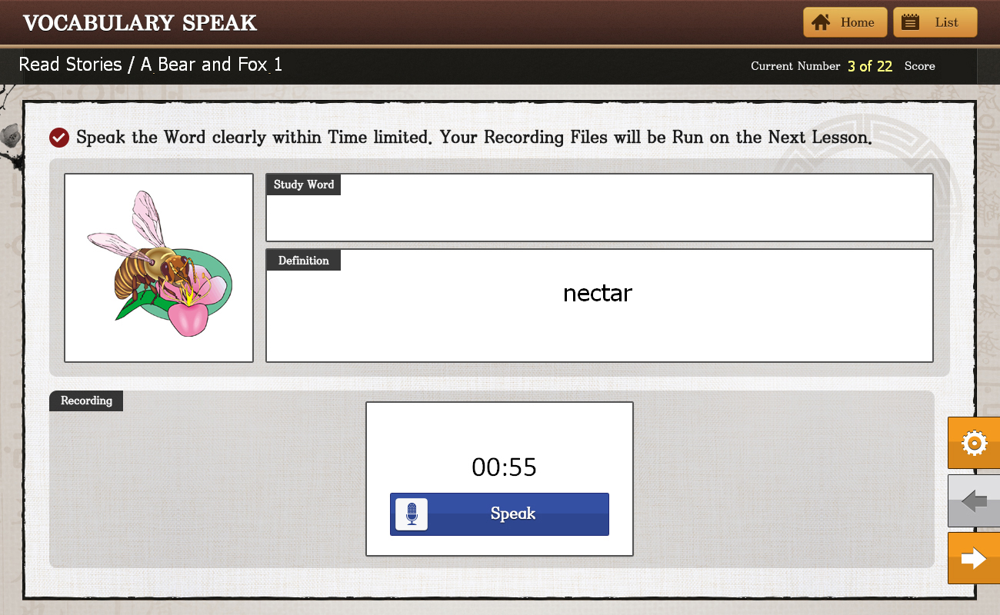 VOCABULARY SPEAK
Home
List
Read Stories / A Bear and Fox 1
Current Number 3 of 22 Score
Speak the Word clearly within Time limited. Your Recording Files will be Run on the Next Lesson.
Study Word
Definition
nectar
Recording
00:55
Speak